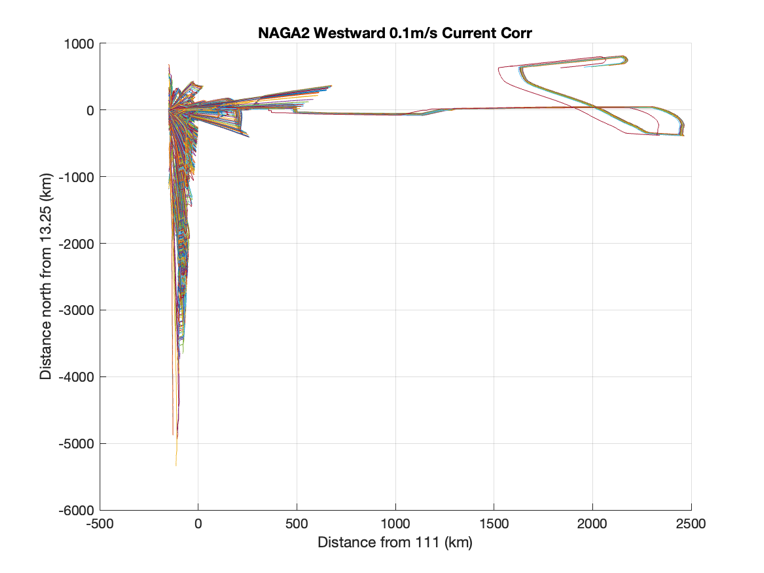 NAGA2 Westward 0.1m/s Current Corr
1000
0
-1000
-2000
-3000
-4000
-5000
-6000
Distance north from 13.25 (km)
-500 0 500 1000 1500 2000 2500
Distance from 111 (km)